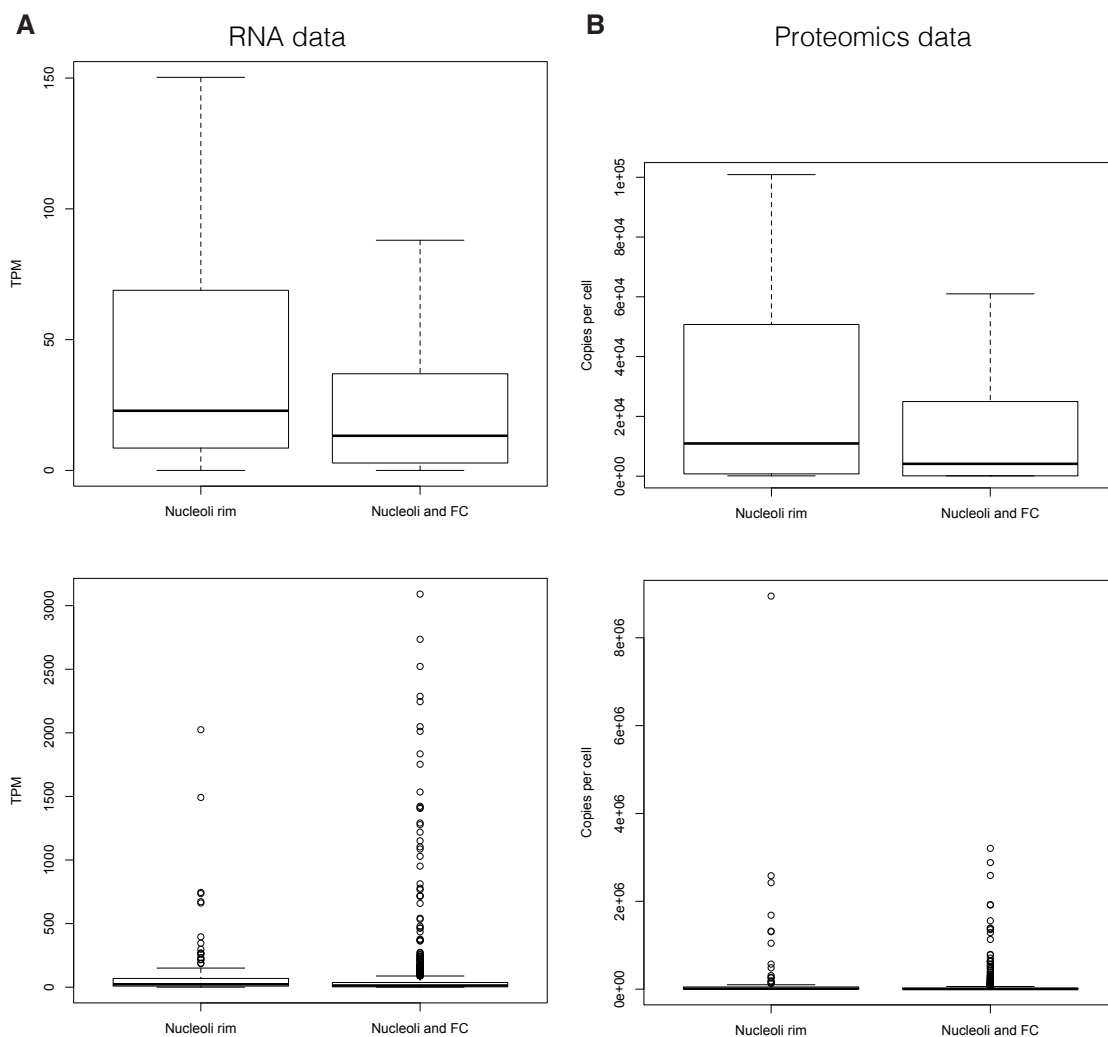 A
RNA data
150
100
50
0
TPM
Nucleoli rim
Nucleoli and FC
B
Proteomics data
1e+05
8e+04
6e+04
4e+04
2e+04
0e+00
Copies per cell
Nucleoli rim
Nucleoli and FC
3000
2500
2000
1500
1000
500
0
TPM
Nucleoli rim
Nucleoli and FC
8e+06
6e+06
4e+06
2e+06
0e+00
Copies per cell
Nucleoli rim
Nucleoli and FC